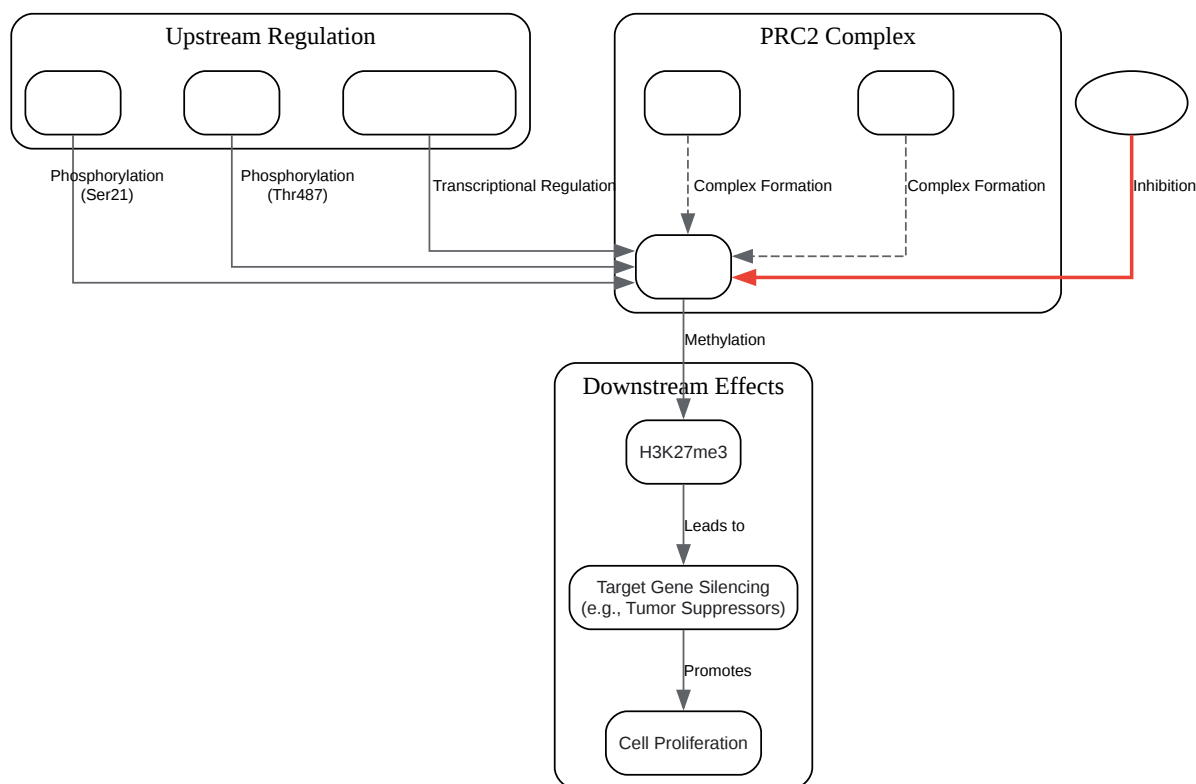 Upstream Regulation
PRC2 Complex
Phosphorylation
(Ser21)
Phosphorylation
(Thr487)
Transcriptional Regulation
Complex Formation
Complex Formation
Inhibition
Methylation
Downstream Effects
H3K27me3
Leads to
Target Gene Silencing
(e.g., Tumor Suppressors)
Promotes
Cell Proliferation